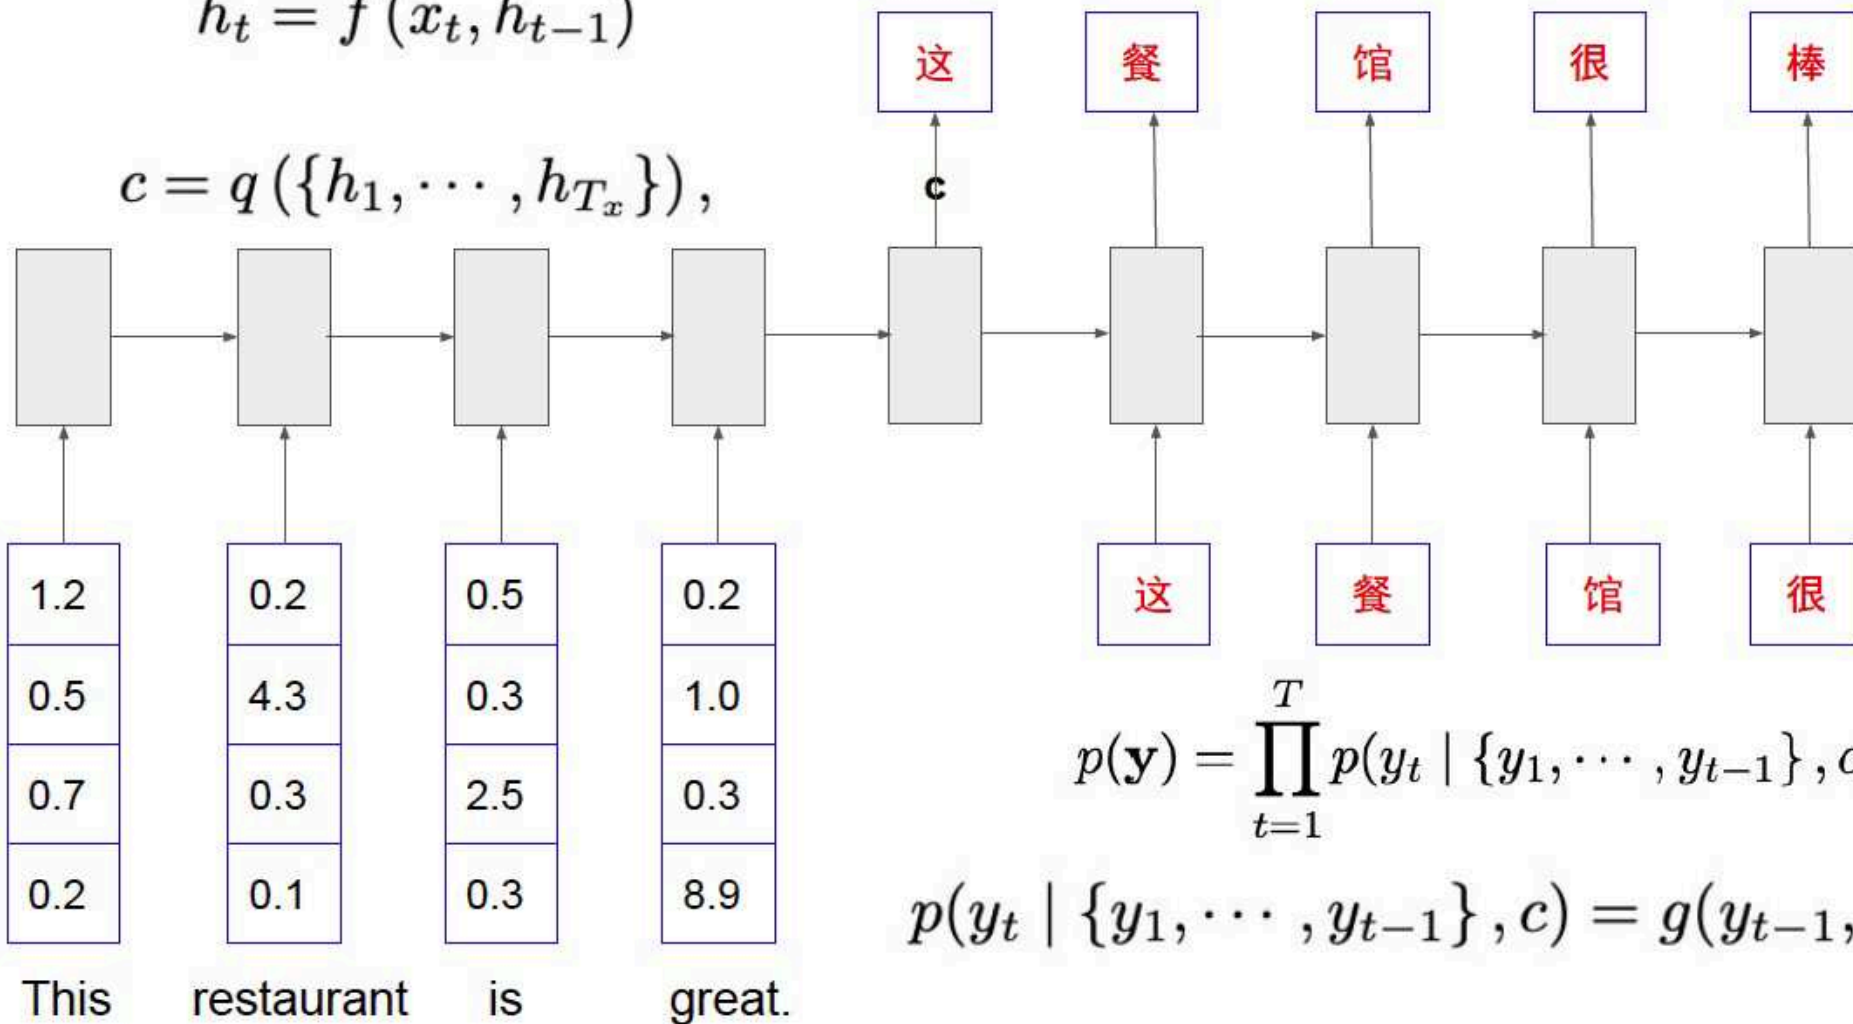 h_t = f (x_t, h_{t-1})
这 餐 馆 很 棒
c = q ({h_1, ⋯ , h_{T_x}}) ,
c
这 餐 馆 很
1.2 0.2 0.5 0.2
0.5 4.3 0.3 1.0
0.7 0.3 2.5 0.3
0.2 0.1 0.3 8.9
This restaurant is great.
p(y) = ∏_{t=1}^{T} p(y_t | {y_1, ⋯ , y_{t-1}} ,
p(y_t | {y_1, ⋯ , y_{t-1}} , c) = g(y_{t-1},